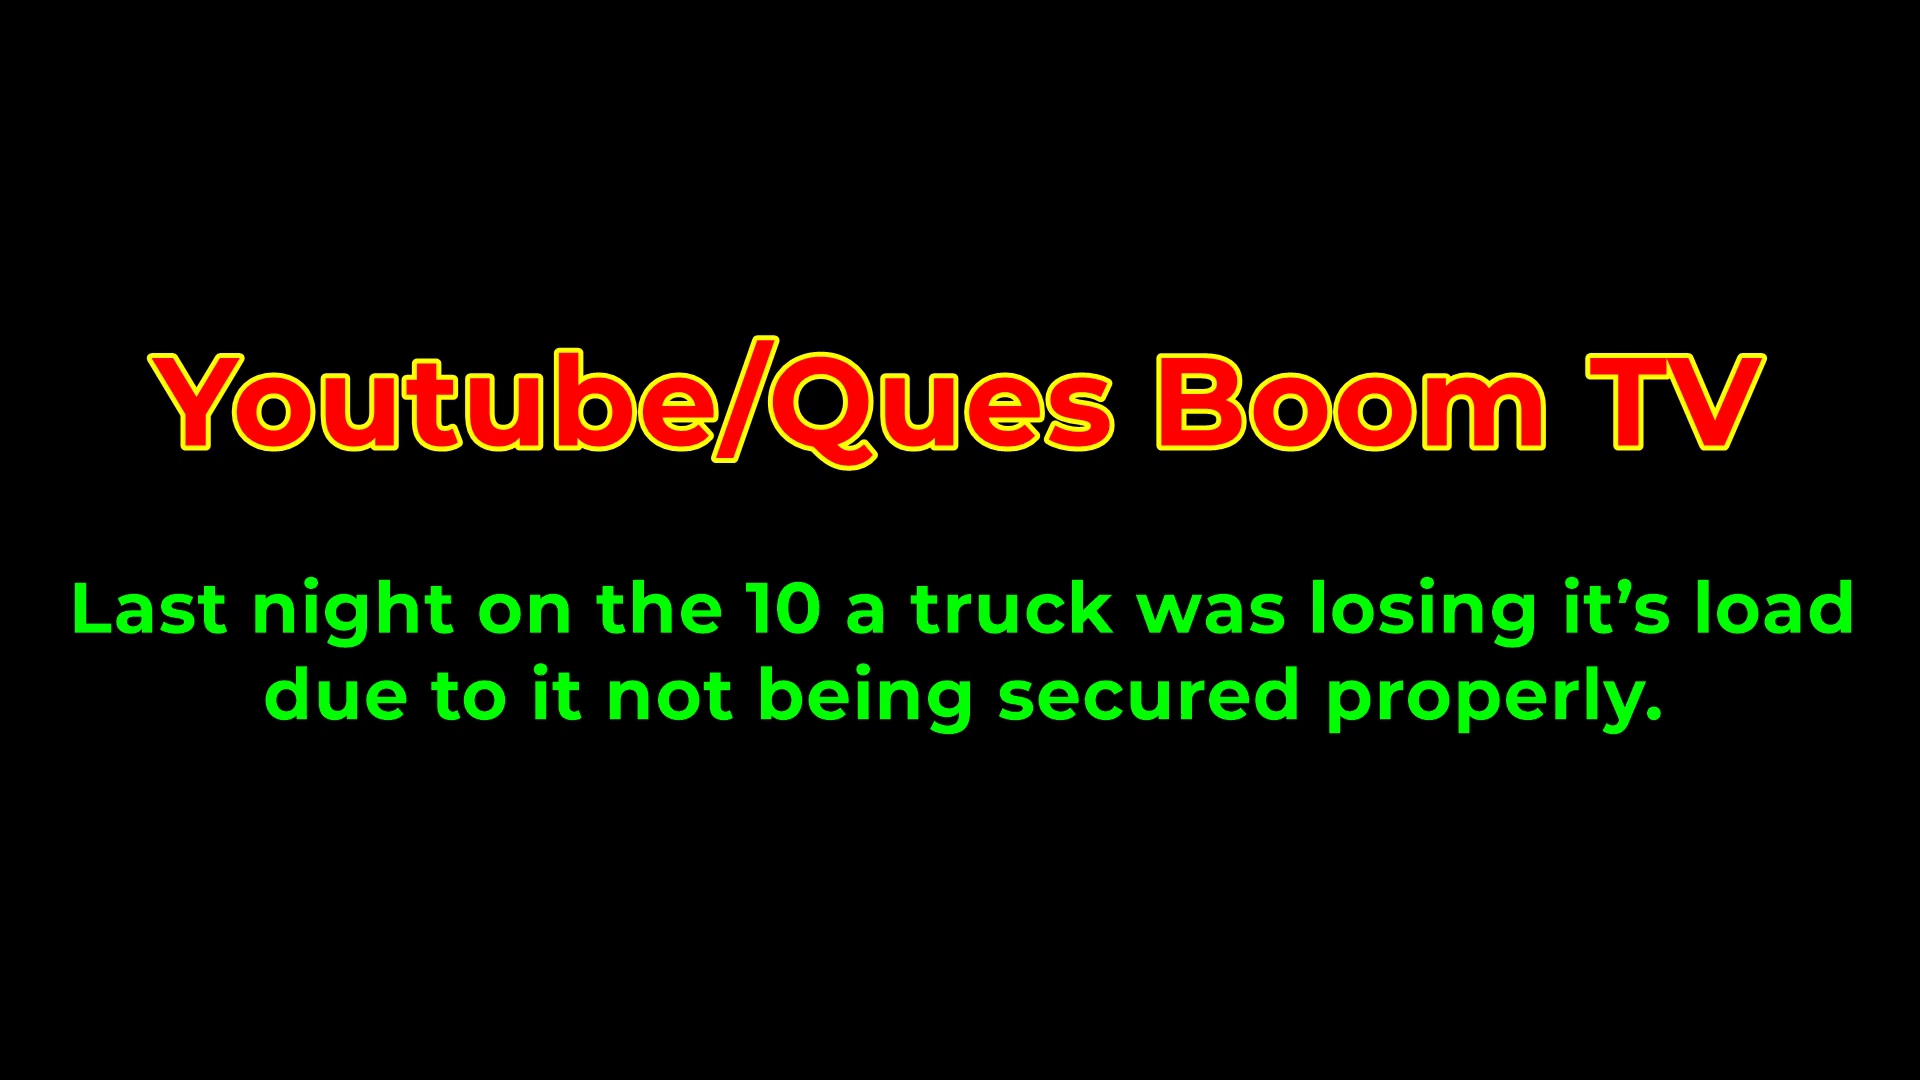 Youtube/Ques Boom TV
Last night on the 10 a truck was losing it’s load
due to it not being secured properly.